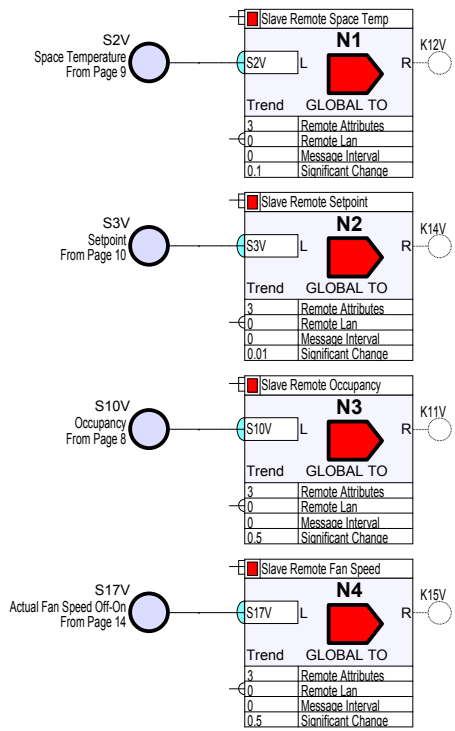 Slave Remote Space Temp
S2V
Space Temperature
From Page 9
N1
S2V L R K12V
Trend GLOBAL TO
3 Remote Attributes
0 Remote Lan
0 Message Interval
0.1 Significant Change
Slave Remote Setpoint
S3V
Setpoint
From Page 10
N2
S3V L R K14V
Trend GLOBAL TO
3 Remote Attributes
0 Remote Lan
0 Message Interval
0.01 Significant Change
Slave Remote Occupancy
S10V
Occupancy
From Page 8
N3
S10V L R K11V
Trend GLOBAL TO
3 Remote Attributes
0 Remote Lan
0 Message Interval
0.5 Significant Change
Slave Remote Fan Speed
S17V
Actual Fan Speed Off-On
From Page 14
N4
S17V L R K15V
Trend GLOBAL TO
3 Remote Attributes
0 Remote Lan
0 Message Interval
0.5 Significant Change